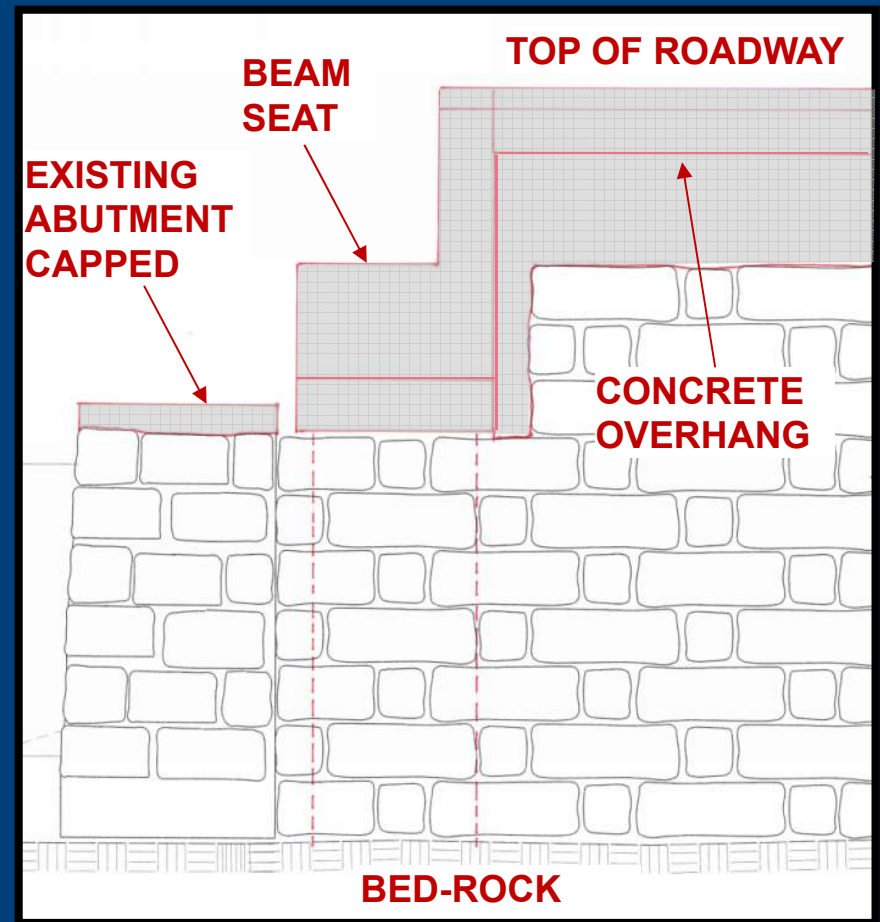 TOP OF ROADWAY
BEAM
SEAT
EXISTING
ABUTMENT
CAPPED
CONCRETE
OVERHANG
BED-ROCK